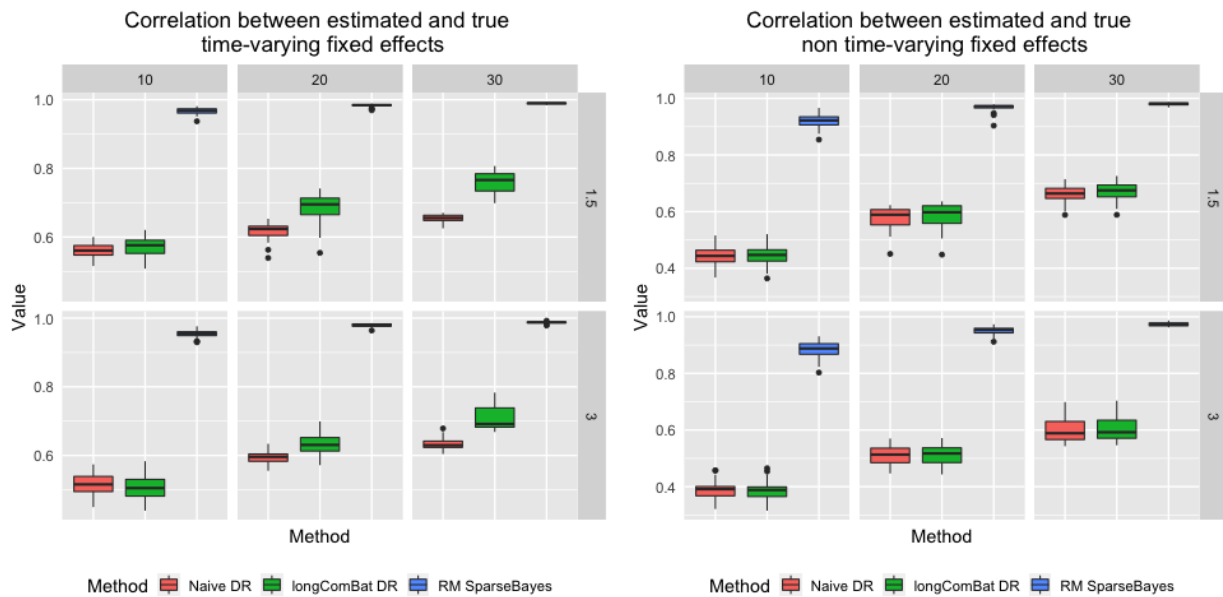 Correlation between estimated and true
time-varying fixed effects
10 20 30
1.0
0.8
0.6
1.5
1.0
0.8
0.6
3
Value
Method
Method Naive DR longComBat DR RM SparseBayes
Correlation between estimated and true
non time-varying fixed effects
10 20 30
1.0
0.8
0.6
0.4
1.5
1.0
0.8
0.6
0.4
3
Value
Method
Method Naive DR longComBat DR RM SparseBayes